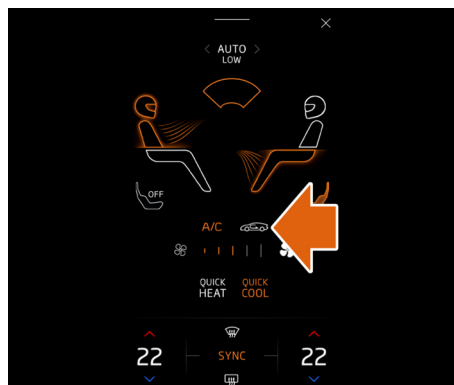 AUTO
LOW
OFF
A/C
QUICK
HEAT
QUICK
COOL
22
SYNC
22